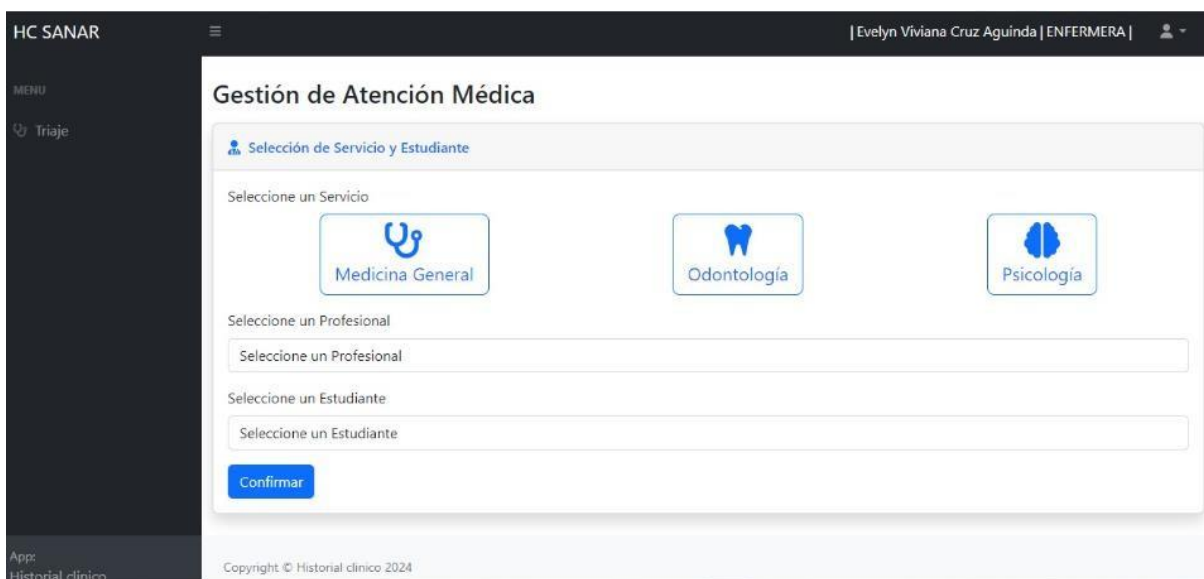 HC SANAR
| Evelyn Viviana Cruz Aguinda | ENFERMERA |
MENU
Triaje
Gestión de Atención Médica
Selección de Servicio y Estudiante
Seleccione un Servicio
Medicina General
Odontología
Psicología
Seleccione un Profesional
Seleccione un Profesional
Seleccione un Estudiante
Seleccione un Estudiante
Confirmar
App:
Historial clinico
Copyright © Historial clinico 2024